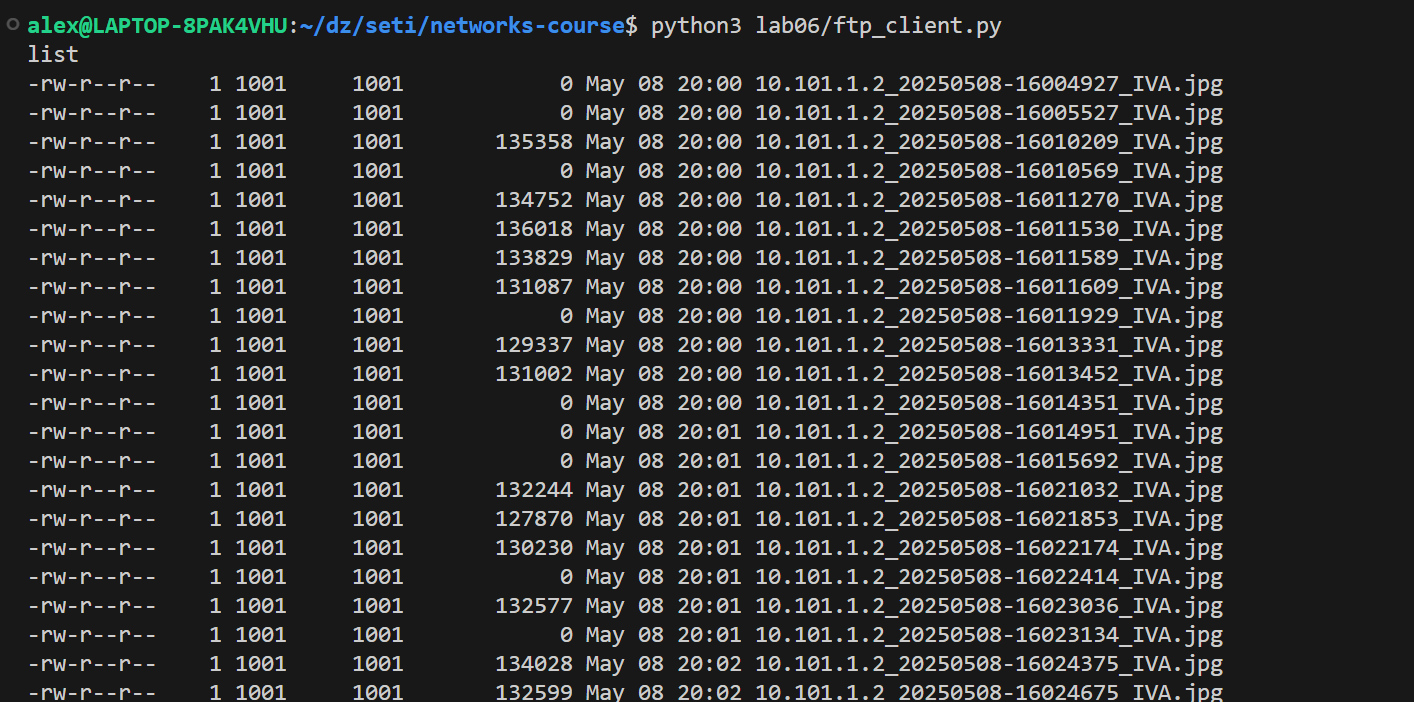 alex@LAPTOP-8PAK4VHU:~/dz/seti/networks-course$ python3 lab06/ftp_client.py
list
-rw-r--r--    1 1001     1001            0 May 08 20:00 10.101.1.2_20250508-16004927_IVA.jpg
-rw-r--r--    1 1001     1001            0 May 08 20:00 10.101.1.2_20250508-16005527_IVA.jpg
-rw-r--r--    1 1001     1001       135358 May 08 20:00 10.101.1.2_20250508-16010209_IVA.jpg
-rw-r--r--    1 1001     1001            0 May 08 20:00 10.101.1.2_20250508-16010569_IVA.jpg
-rw-r--r--    1 1001     1001       134752 May 08 20:00 10.101.1.2_20250508-16011270_IVA.jpg
-rw-r--r--    1 1001     1001       136018 May 08 20:00 10.101.1.2_20250508-16011530_IVA.jpg
-rw-r--r--    1 1001     1001       133829 May 08 20:00 10.101.1.2_20250508-16011589_IVA.jpg
-rw-r--r--    1 1001     1001       131087 May 08 20:00 10.101.1.2_20250508-16011609_IVA.jpg
-rw-r--r--    1 1001     1001            0 May 08 20:00 10.101.1.2_20250508-16011929_IVA.jpg
-rw-r--r--    1 1001     1001       129337 May 08 20:00 10.101.1.2_20250508-16013331_IVA.jpg
-rw-r--r--    1 1001     1001       131002 May 08 20:00 10.101.1.2_20250508-16013452_IVA.jpg
-rw-r--r--    1 1001     1001            0 May 08 20:00 10.101.1.2_20250508-16014351_IVA.jpg
-rw-r--r--    1 1001     1001            0 May 08 20:01 10.101.1.2_20250508-16014951_IVA.jpg
-rw-r--r--    1 1001     1001            0 May 08 20:01 10.101.1.2_20250508-16015692_IVA.jpg
-rw-r--r--    1 1001     1001       132244 May 08 20:01 10.101.1.2_20250508-16021032_IVA.jpg
-rw-r--r--    1 1001     1001       127870 May 08 20:01 10.101.1.2_20250508-16021853_IVA.jpg
-rw-r--r--    1 1001     1001       130230 May 08 20:01 10.101.1.2_20250508-16022174_IVA.jpg
-rw-r--r--    1 1001     1001            0 May 08 20:01 10.101.1.2_20250508-16022414_IVA.jpg
-rw-r--r--    1 1001     1001       132577 May 08 20:01 10.101.1.2_20250508-16023036_IVA.jpg
-rw-r--r--    1 1001     1001            0 May 08 20:01 10.101.1.2_20250508-16023134_IVA.jpg
-rw-r--r--    1 1001     1001       134028 May 08 20:02 10.101.1.2_20250508-16024375_IVA.jpg
-rw-r--r--    1 1001     1001       132599 May 08 20:02 10.101.1.2_20250508-16024675_IVA.jpg